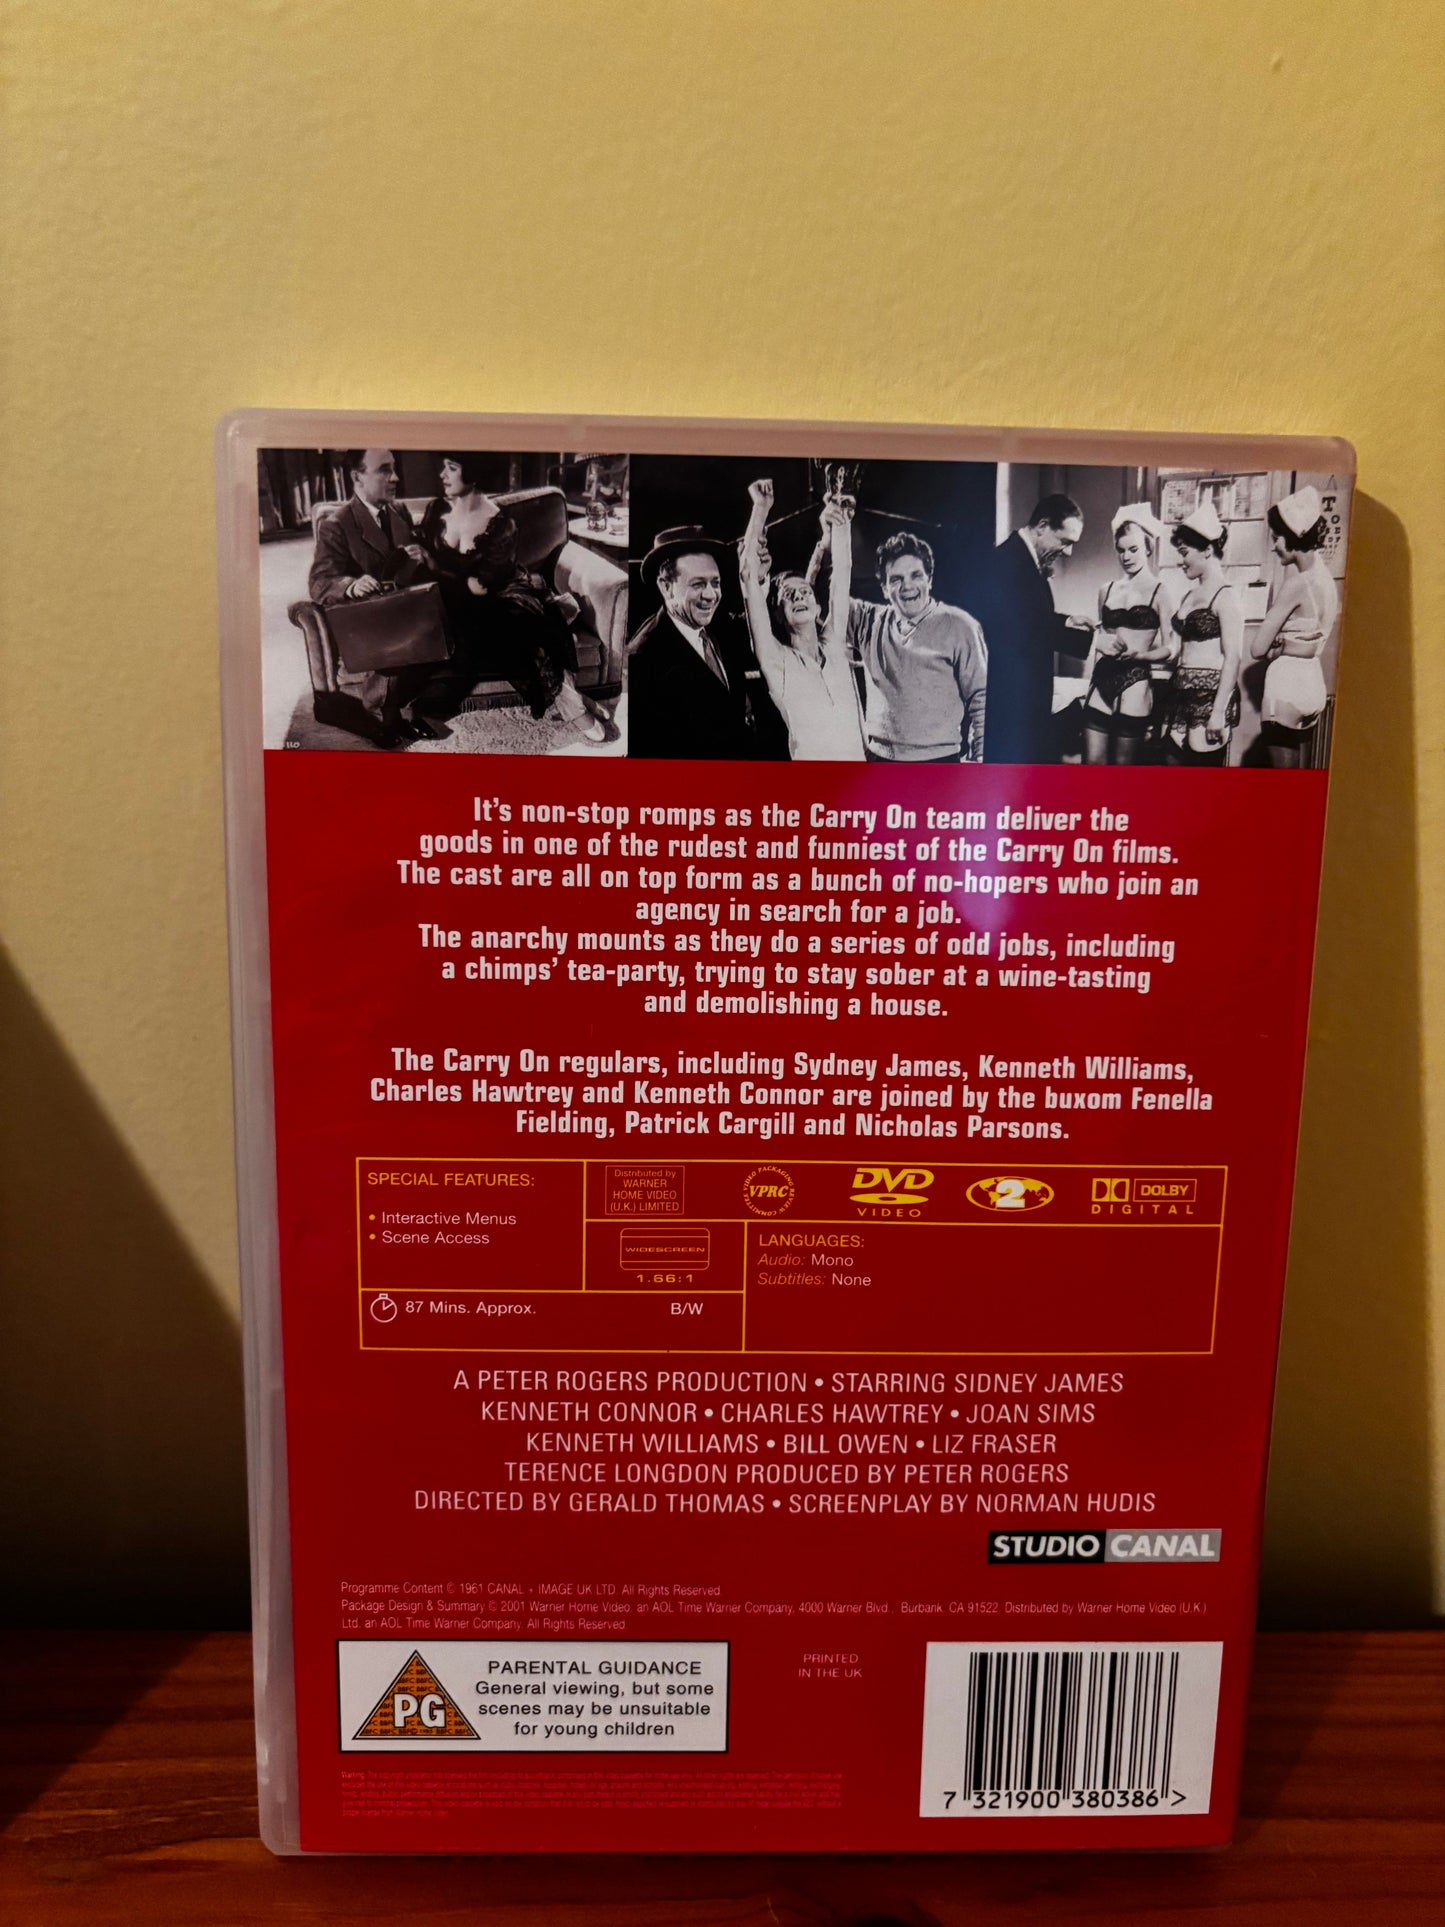 TO
It's non-stop romps as the Carry On team deliver the
goods in one of the rudest and funniest of the Carry On films.
The cast are all on top form as a bunch of no-hopers who join an
agency in search for a job.
The anarchy mounts as they do a series of odd jobs, including
a chimps' tea-party, trying to stay sober at a wine-tasting
and demolishing a house.
The Carry On regulars, including Sydney James, Kenneth Williams,
Charles Hawtrey and Kenneth Connor are joined by the buxom Fenella
Fielding, Patrick Cargill and Nicholas Parsons.
SPECIAL FEATURES:
• Interactive Menus
• Scene Access
Distributed by
WARNER
HOME VIDEO
(U.K.) LIMITED
VIDEO PACKAGING REVIEW COMMITTEE
VPRC
DVD
VIDEO
2
DOLBY
DIGITAL
WIDESCREEN
1.66:1
LANGUAGES:
Audio: Mono
Subtitles: None
87 Mins. Approx.
B/W
A PETER ROGERS PRODUCTION • STARRING SIDNEY JAMES
KENNETH CONNOR • CHARLES HAWTREY • JOAN SIMS
KENNETH WILLIAMS • BILL OWEN • LIZ FRASER
TERENCE LONGDON PRODUCED BY PETER ROGERS
DIRECTED BY GERALD THOMAS • SCREENPLAY BY NORMAN HUDIS
STUDIO CANAL
Programme Content © 1961 CANAL + IMAGE UK LTD. All Rights Reserved.
Package Design & Summary © 2001 Warner Home Video, an AOL Time Warner Company, 4000 Warner Blvd., Burbank, CA 91522. Distributed by Warner Home Video (U.K.)
Ltd. an AOL Time Warner Company. All Rights Reserved.
PRINTED
IN THE UK
PG
PARENTAL GUIDANCE
General viewing, but some
scenes may be unsuitable
for young children
7 321900 380386 >